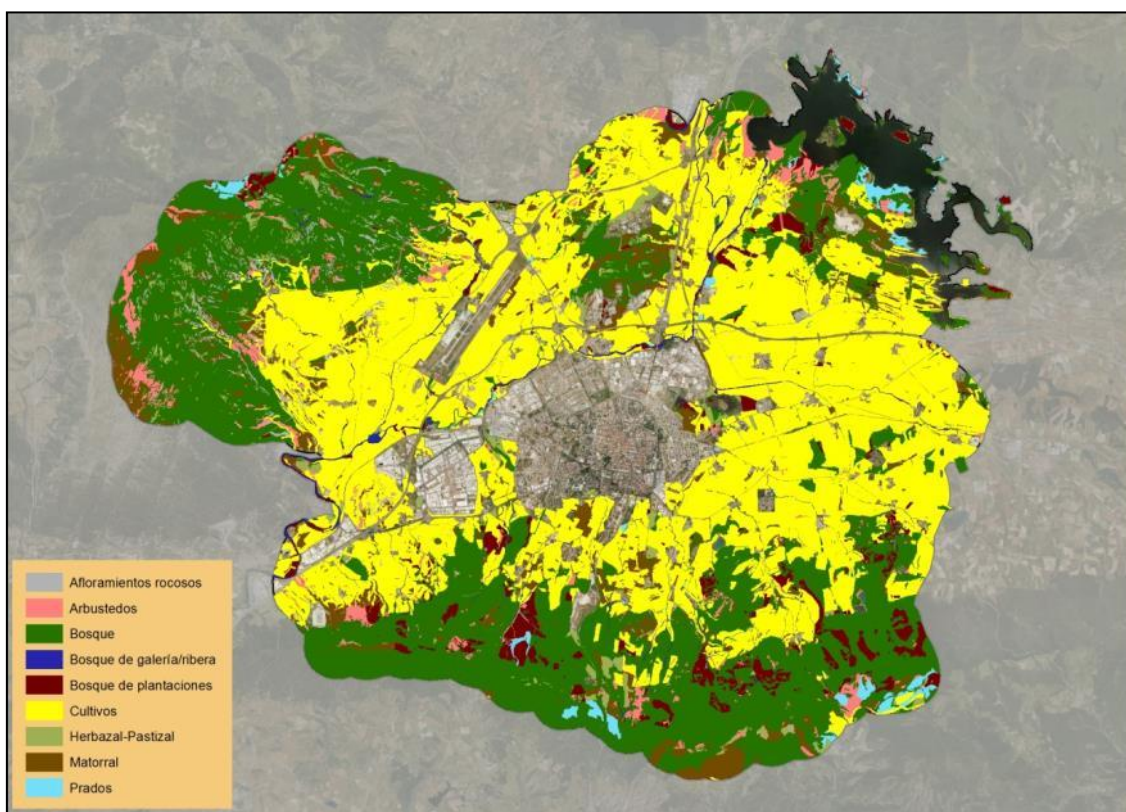 Afloramientos rocosos
Arbustedos
Bosque
Bosque de galería/ribera
Bosque de plantaciones
Cultivos
Herbazal-Pastizal
Matorral
Prados